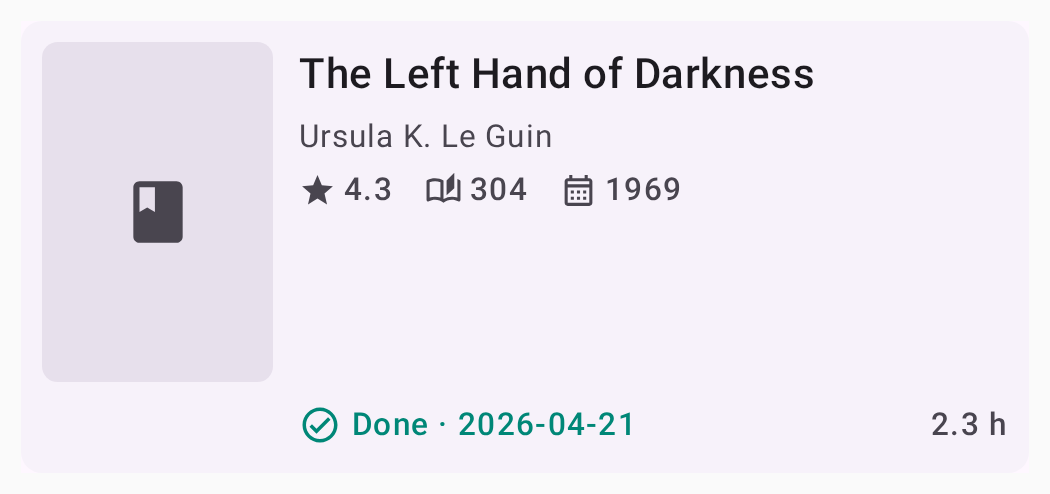 The Left Hand of Darkness
Ursula K. Le Guin
4.3 304 1969
Done · 2026-04-21 2.3 h